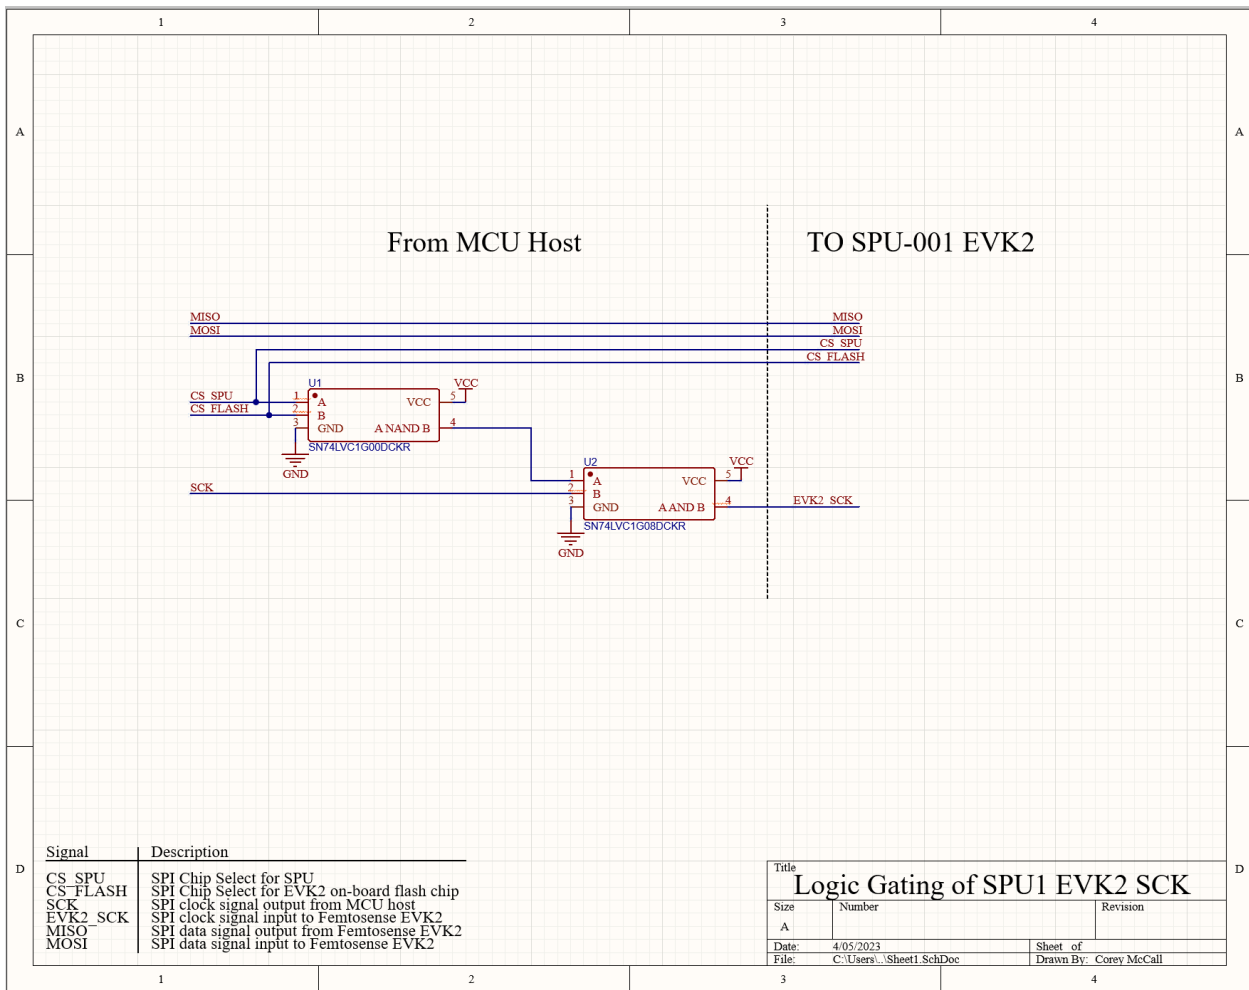 1 2 3 4
A A
From MCU Host TO SPU-001 EVK2
MISO MISO
MOSI MOSI
CS_SPU
CS_FLASH
B B
U1 VCC
CS_SPU 1 A VCC 5
CS_FLASH 2 B
3 GND A NAND B 4
SN74LVC1G00DCKR
GND
U2 VCC
1 A VCC 5
SCK 2 B
3 GND A AND B 4 EVK2_SCK
SN74LVC1G08DCKR
GND
C C
Signal Description
D D
CS_SPU SPI Chip Select for SPU
CS_FLASH SPI Chip Select for EVK2 on-board flash chip
SCK SPI clock signal output from MCU host
EVK2_SCK SPI clock signal input to Femtosense EVK2
MISO SPI data signal output from Femtosense EVK2
MOSI SPI data signal input to Femtosense EVK2
Title
Logic Gating of SPU1 EVK2 SCK
Size Number Revision
A
Date: 4/05/2023 Sheet of
File: C:\Users\..\Sheet1.SchDoc Drawn By: Corey McCall
1 2 3 4